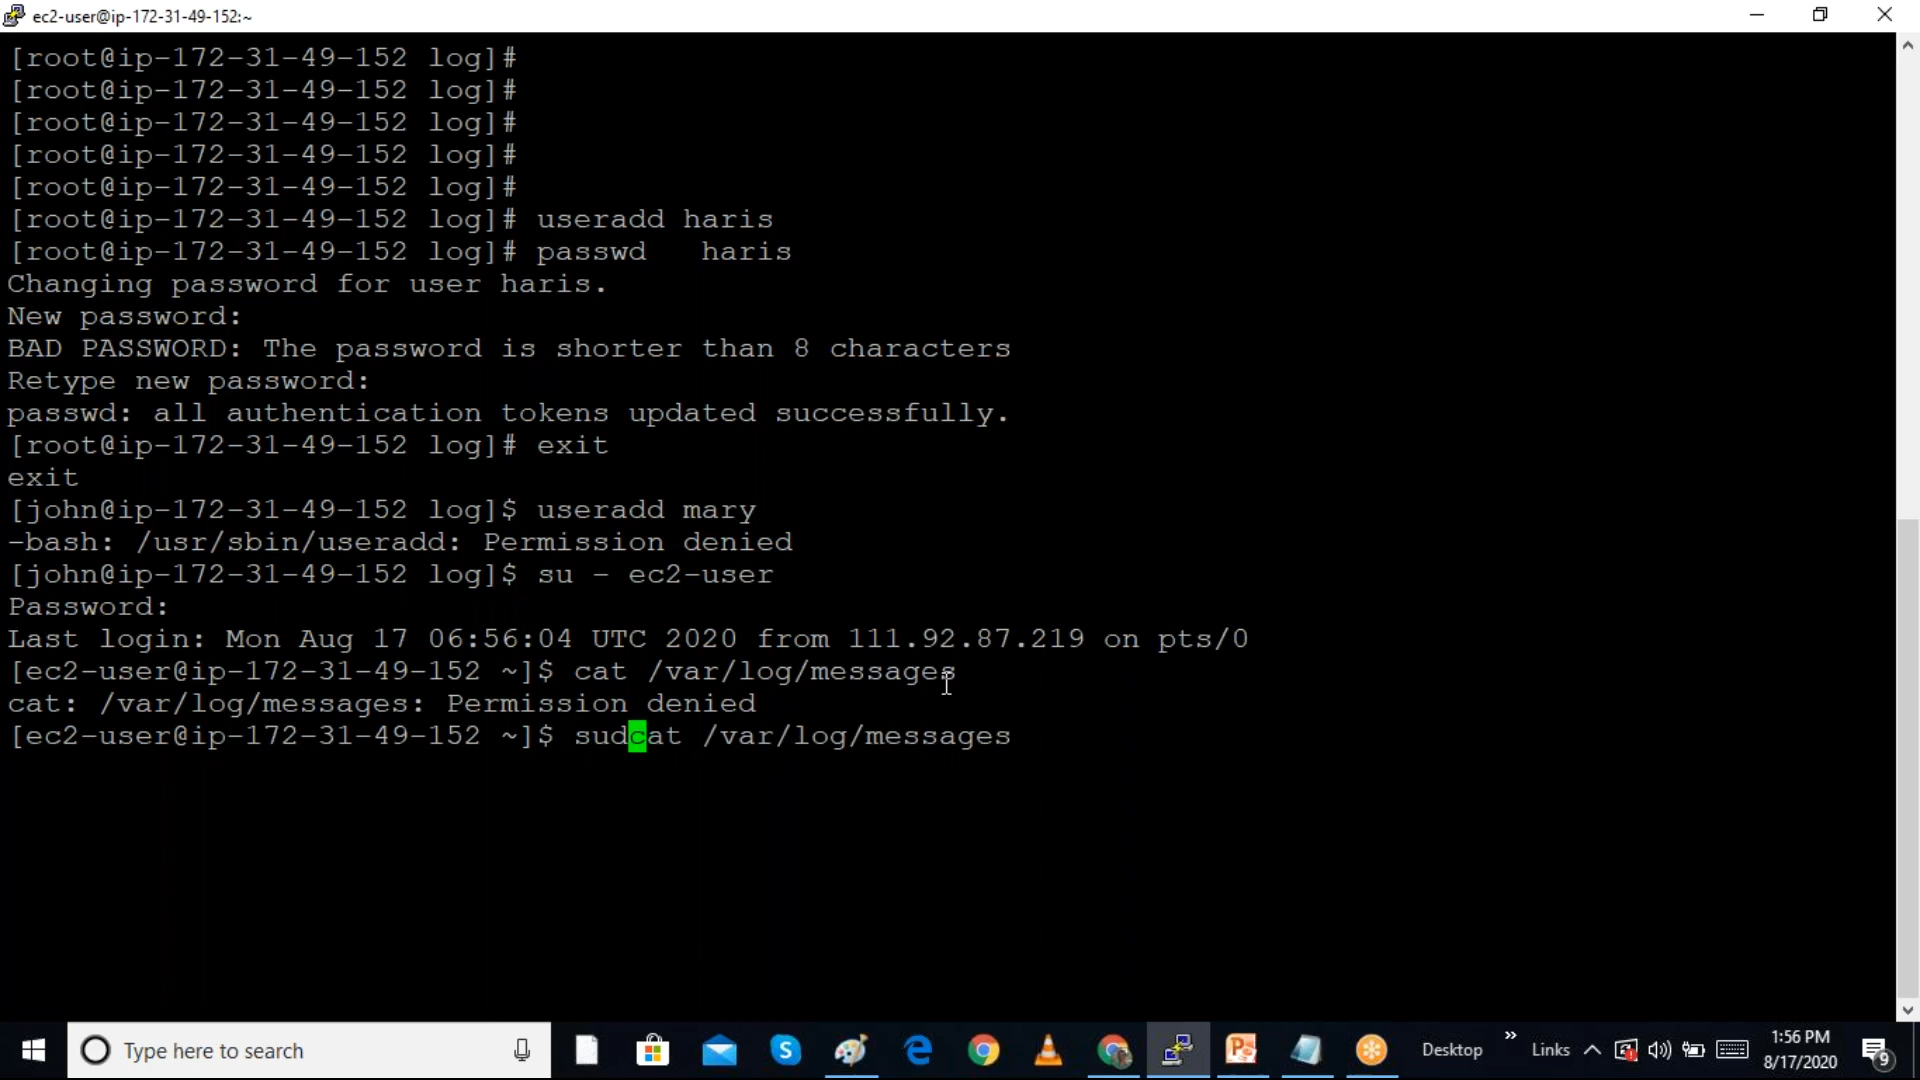 ec2-user@ip-172-31-49-152:~
[root@ip-172-31-49-152 log]#
[root@ip-172-31-49-152 log]#
[root@ip-172-31-49-152 log]#
[root@ip-172-31-49-152 log]#
[root@ip-172-31-49-152 log]#
[root@ip-172-31-49-152 log]# useradd haris
[root@ip-172-31-49-152 log]# passwd   haris
Changing password for user haris.
New password:
BAD PASSWORD: The password is shorter than 8 characters
Retype new password:
passwd: all authentication tokens updated successfully.
[root@ip-172-31-49-152 log]# exit
exit
[john@ip-172-31-49-152 log]$ useradd mary
-bash: /usr/sbin/useradd: Permission denied
[john@ip-172-31-49-152 log]$ su - ec2-user
Password:
Last login: Mon Aug 17 06:56:04 UTC 2020 from 111.92.87.219 on pts/0
[ec2-user@ip-172-31-49-152 ~]$ cat /var/log/messages
cat: /var/log/messages: Permission denied
[ec2-user@ip-172-31-49-152 ~]$ sudcat /var/log/messages
Type here to search
Desktop
Links
1:56 PM
8/17/2020
9